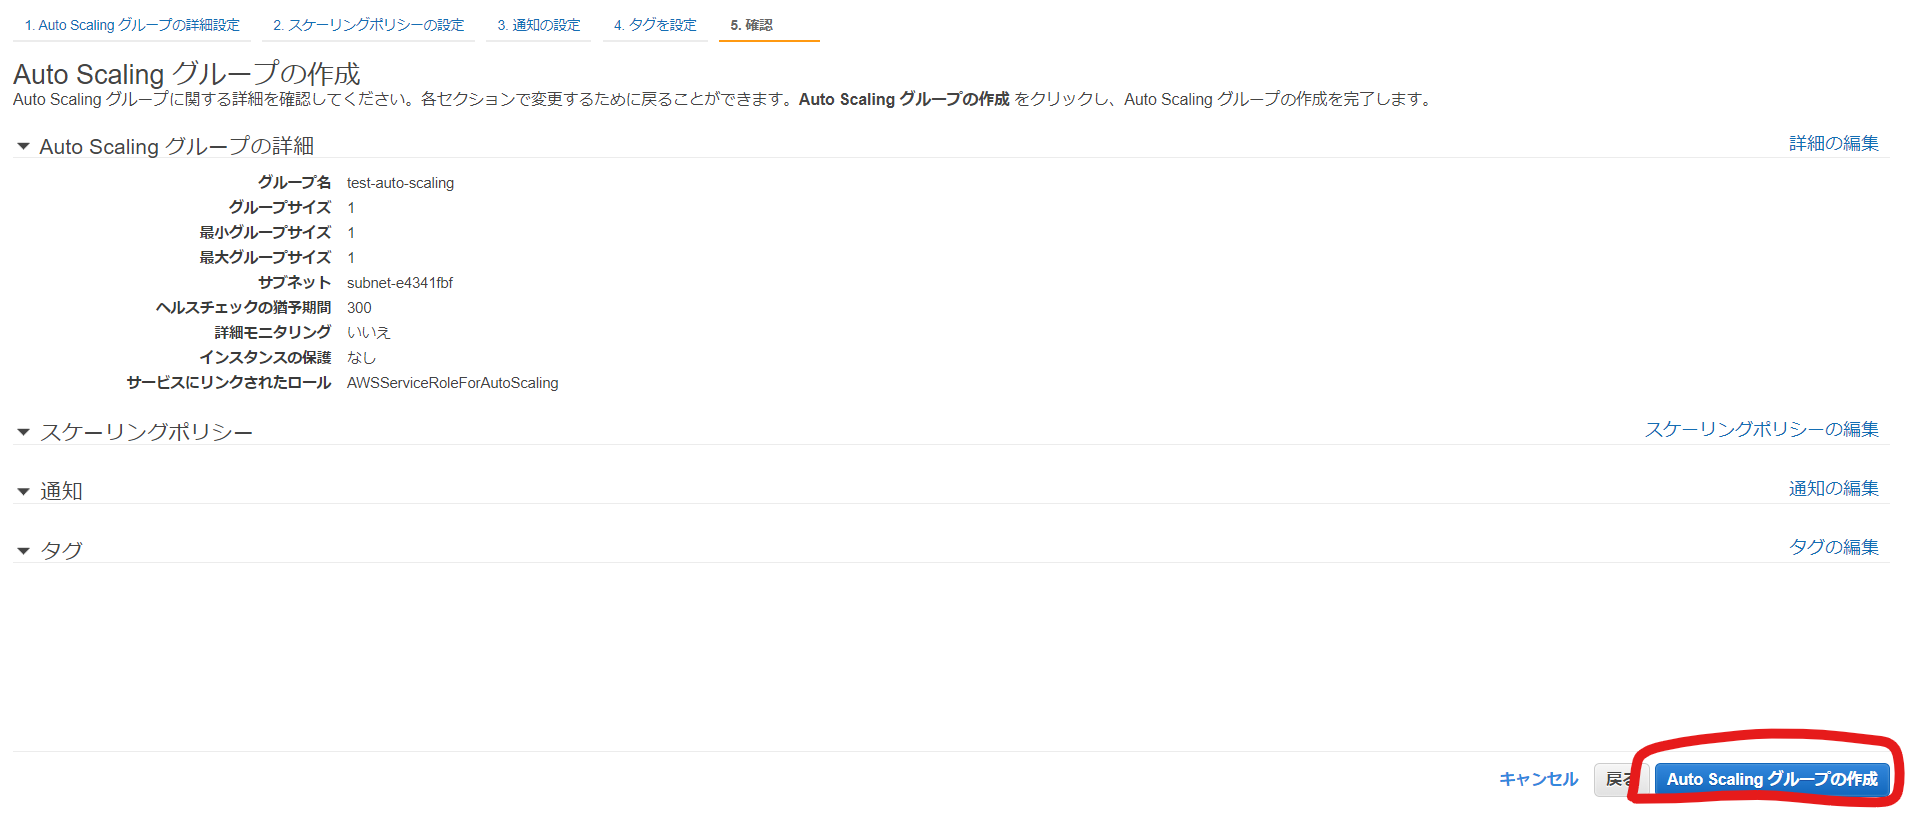 1. Auto Scaling グループの詳細設定 2. スケーリングポリシーの設定 3. 通知の設定 4. タグを設定 5. 確認
Auto Scaling グループの作成
Auto Scaling グループに関する詳細を確認してください。各セクションで変更するために戻ることができます。Auto Scaling グループの作成 をクリックし、Auto Scaling グループの作成を完了します。
Auto Scaling グループの詳細 詳細の編集
グループ名 test-auto-scaling
グループサイズ 1
最小グループサイズ 1
最大グループサイズ 1
サブネット subnet-e4341fbf
ヘルスチェックの猶予期間 300
詳細モニタリング いいえ
インスタンスの保護 なし
サービスにリンクされたロール AWSServiceRoleForAutoScaling
スケーリングポリシー スケーリングポリシーの編集
通知 通知の編集
タグ タグの編集
キャンセル 戻る Auto Scaling グループの作成